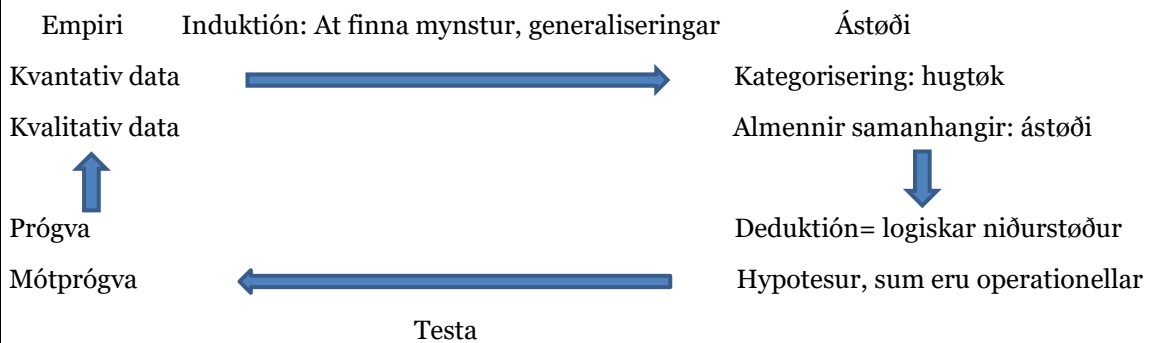 Empiri Induktión: At finna mynstur, generaliseringar Ástøði
Kvantativ data Kategorisering: hugtøk
Kvalitativ data Almennir samanhangir: ástøði
Prógva Deduktión= logiskar niðurstøður
Mótprógva Hypotesur, sum eru operationellar
Testa